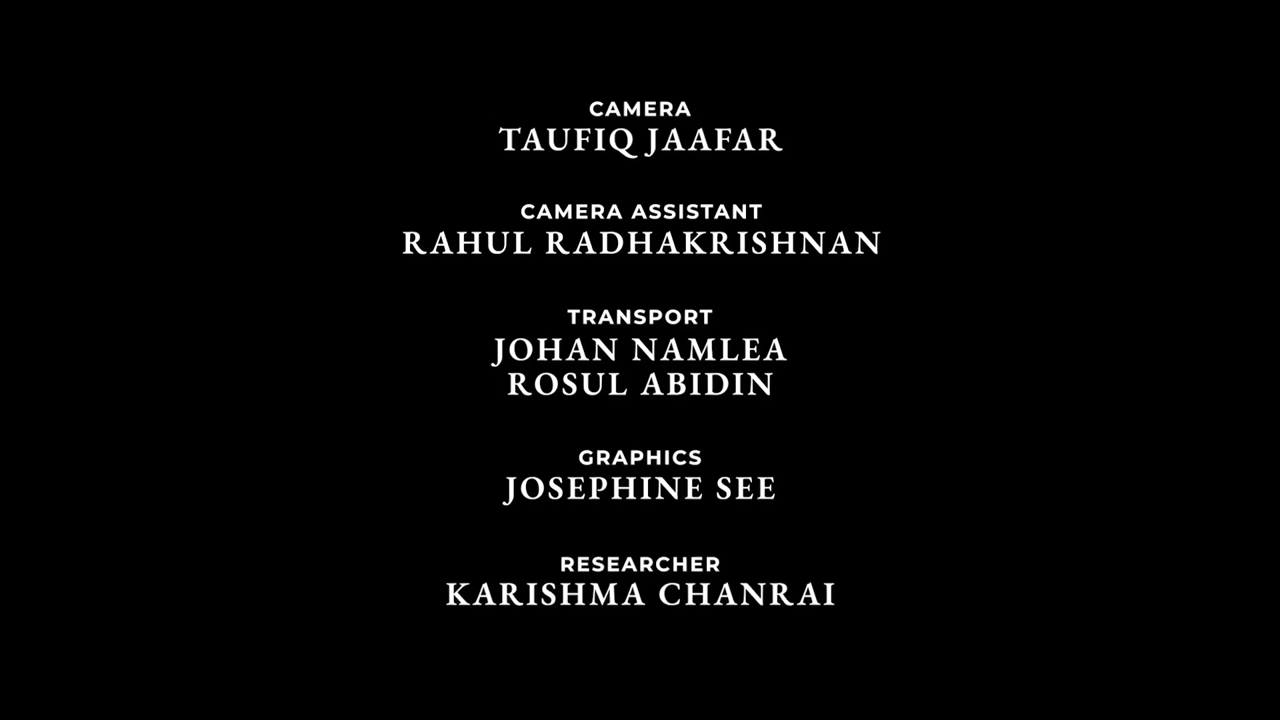 CAMERA
TAUFIQ JAAFAR
CAMERA ASSISTANT
RAHUL RADHAKRISHNAN
TRANSPORT
JOHAN NAMLEA
ROSUL ABIDIN
GRAPHICS
JOSEPHINE SEE
RESEARCHER
KARISHMA CHANRAI